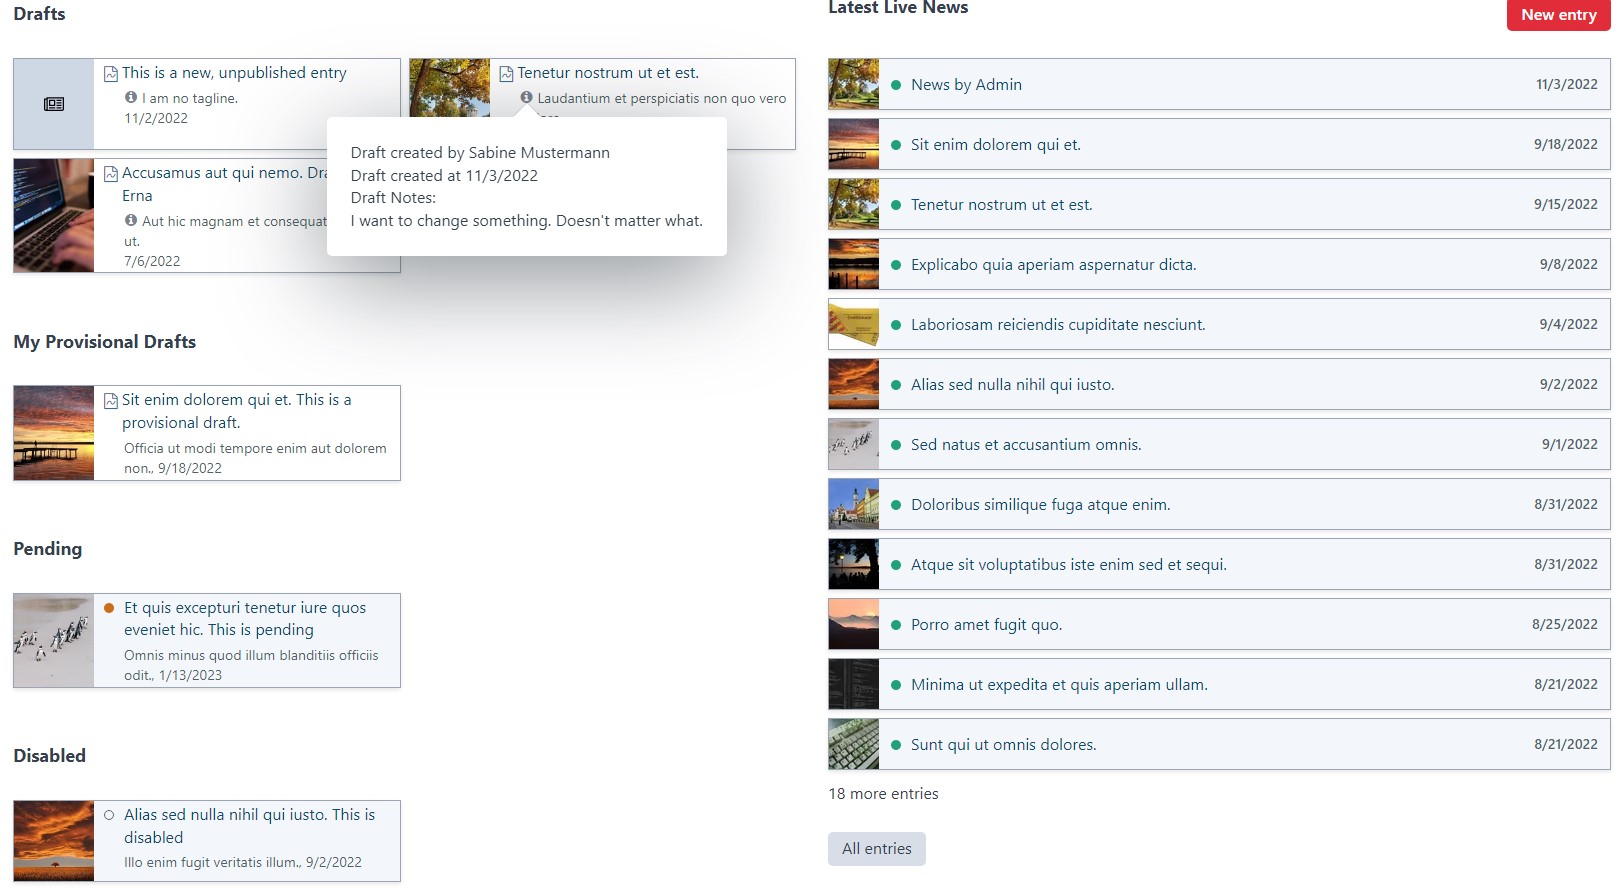 Drafts
This is a new, unpublished entry
I am no tagline.
11/2/2022
Tenetur nostrum ut et est.
Laudantium et perspiciatis non quo vero
Accusamus aut qui nemo.
Erna
Aut hic magnam et consequat
ut.
7/6/2022
Draft created by Sabine Mustermann
Draft created at 11/3/2022
Draft Notes:
I want to change something. Doesn't matter what.
My Provisional Drafts
Sit enim dolorem qui et. This is a
provisional draft.
Officia ut modi tempore enim aut dolorem
non., 9/18/2022
Pending
Et quis excepturi tenetur iure quos
eveniet hic. This is pending
Omnis minus quod illum blanditiis officiis
odit., 1/13/2023
Disabled
Alias sed nulla nihil qui iusto. This is
disabled
Illo enim fugit veritatis illum., 9/2/2022
Latest Live News
New entry
News by Admin 11/3/2022
Sit enim dolorem qui et. 9/18/2022
Tenetur nostrum ut et est. 9/15/2022
Explicabo quia aperiam aspernatur dicta. 9/8/2022
Laboriosam reiciendis cupiditate nesciunt. 9/4/2022
Alias sed nulla nihil qui iusto. 9/2/2022
Sed natus et accusantium omnis. 9/1/2022
Doloribus similique fuga atque enim. 8/31/2022
Atque sit voluptatibus iste enim sed et sequi. 8/31/2022
Porro amet fugit quo. 8/25/2022
Minima ut expedita et quis aperiam ullam. 8/21/2022
Sunt qui ut omnis dolores. 8/21/2022
18 more entries
All entries